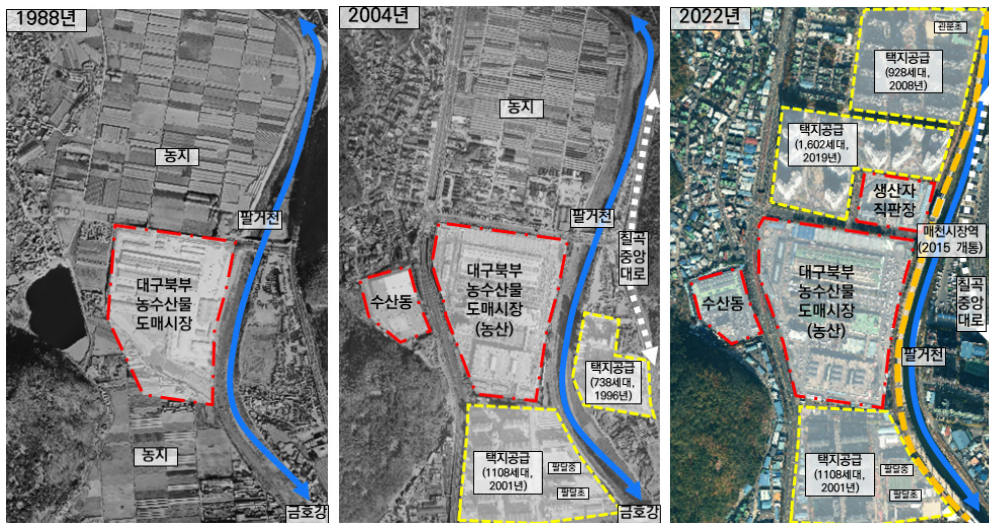 1988년
농지
팔거천
대구북부
농수산물
도매시장
농지
금호강
2004년
농지
팔거천
칠곡
중앙
대로
수산동
대구북부
농수산물
도매시장
(농산)
택지공급
(738세대,
1996년)
택지공급
(1108세대,
2001년)
팔달중
팔달초
금호강
2022년
관문초
택지공급
(928세대,
2008년)
택지공급
(1,602세대,
2019년)
생산자
직판장
매천시장역
(2015 개통)
칠곡
중앙
대로
수산동
대구북부
농수산물
도매시장
(농산)
팔거천
택지공급
(1108세대,
2001년)
팔달중
팔달초